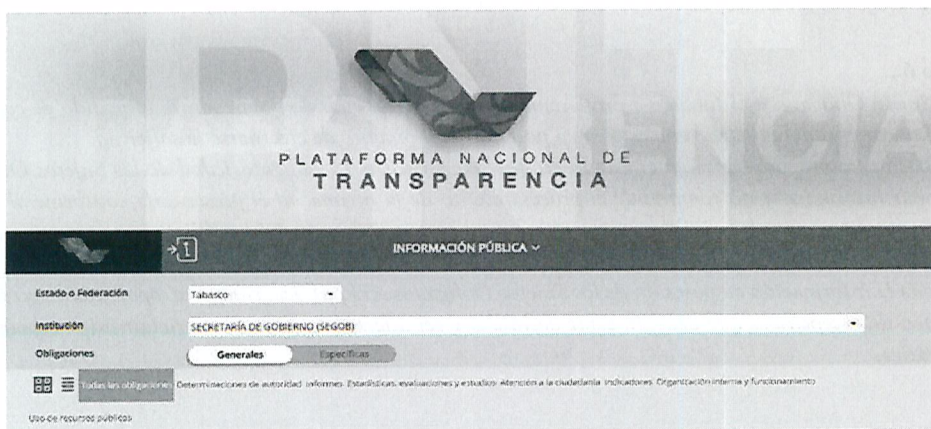 PLATAFORMA NACIONAL DE
TRANSPARENCIA
INFORMACIÓN PÚBLICA
Estado o Federación
Tabasco
Institución
SECRETARÍA DE GOBIERNO (SEGOB)
Obligaciones
Generales
Específicas
Todas las obligaciones Determinaciones de autoridad Informes Estadísticas, evaluaciones y estudios Atención a la ciudadanía Indicadores Organización interna y funcionamiento
Uso de recursos públicos